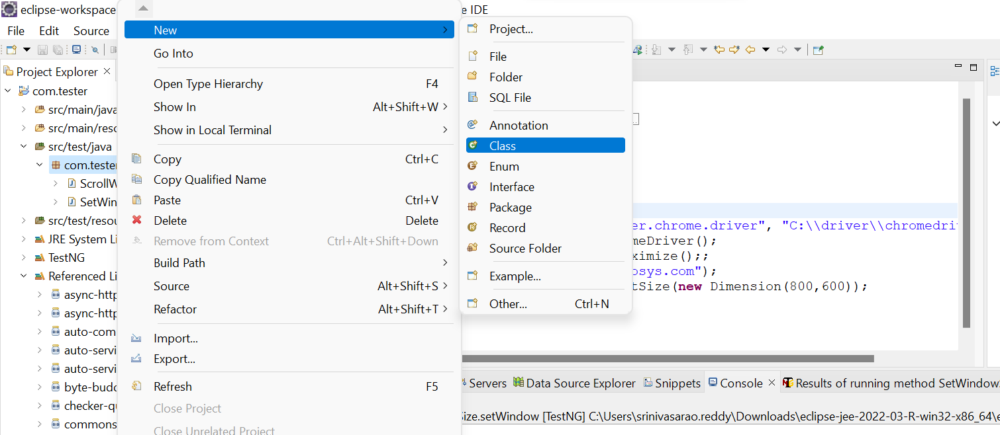 eclipse-workspace
e IDE
File Edit Source
Project Explorer
com.tester
src/main/java
src/main/reso
src/test/java
com.tester
ScrollW
SetWin
src/test/resou
JRE System Li
TestNG
Referenced Li
async-http
async-http
auto-com
auto-servi
auto-servi
byte-budd
checker-qu
commons
New
Go Into
Open Type Hierarchy F4
Show In Alt+Shift+W
Show in Local Terminal
Copy Ctrl+C
Copy Qualified Name
Paste Ctrl+V
Delete Delete
Remove from Context Ctrl+Alt+Shift+Down
Build Path
Source Alt+Shift+S
Refactor Alt+Shift+T
Import...
Export...
Refresh F5
Close Project
Close Unrelated Project
Project...
File
Folder
SQL File
Annotation
Class
Enum
Interface
Package
Record
Source Folder
Example...
Other... Ctrl+N
er.chrome.driver", "C:\\driver\\chromedri
meDriver();
ximize();;
osys.com");
tSize(new Dimension(800,600));
Servers Data Source Explorer Snippets Console Results of running method SetWindow
Size.setWindow [TestNG] C:\Users\srinivasarao.reddy\Downloads\eclipse-jee-2022-03-R-win32-x86_64\e